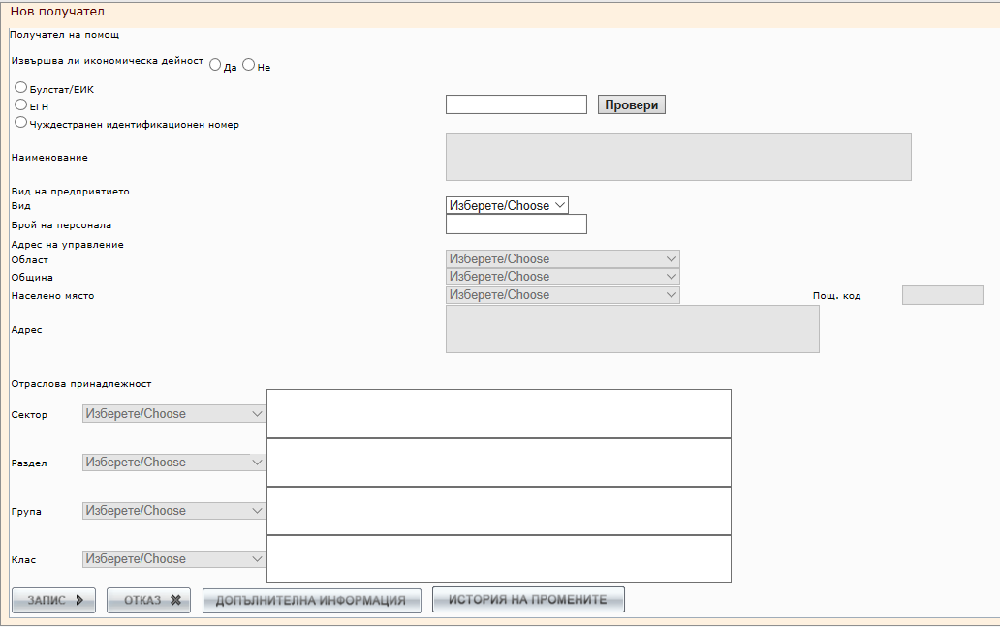 Нов получател
Получател на помощ
Извършва ли икономическа дейност Да Не
Булстат/ЕИК
ЕГН Провери
Чуждестранен идентификационен номер
Наименование
Вид на предприятието
Вид Изберете/Choose
Брой на персонала
Адрес на управление
Област Изберете/Choose
Община Изберете/Choose
Населено място Изберете/Choose Пощ. код
Адрес
Отраслова принадлежност
Сектор Изберете/Choose
Раздел Изберете/Choose
Група Изберете/Choose
Клас Изберете/Choose
ЗАПИС ОТКАЗ ДОПЪЛНИТЕЛНА ИНФОРМАЦИЯ ИСТОРИЯ НА ПРОМЕНИТЕ